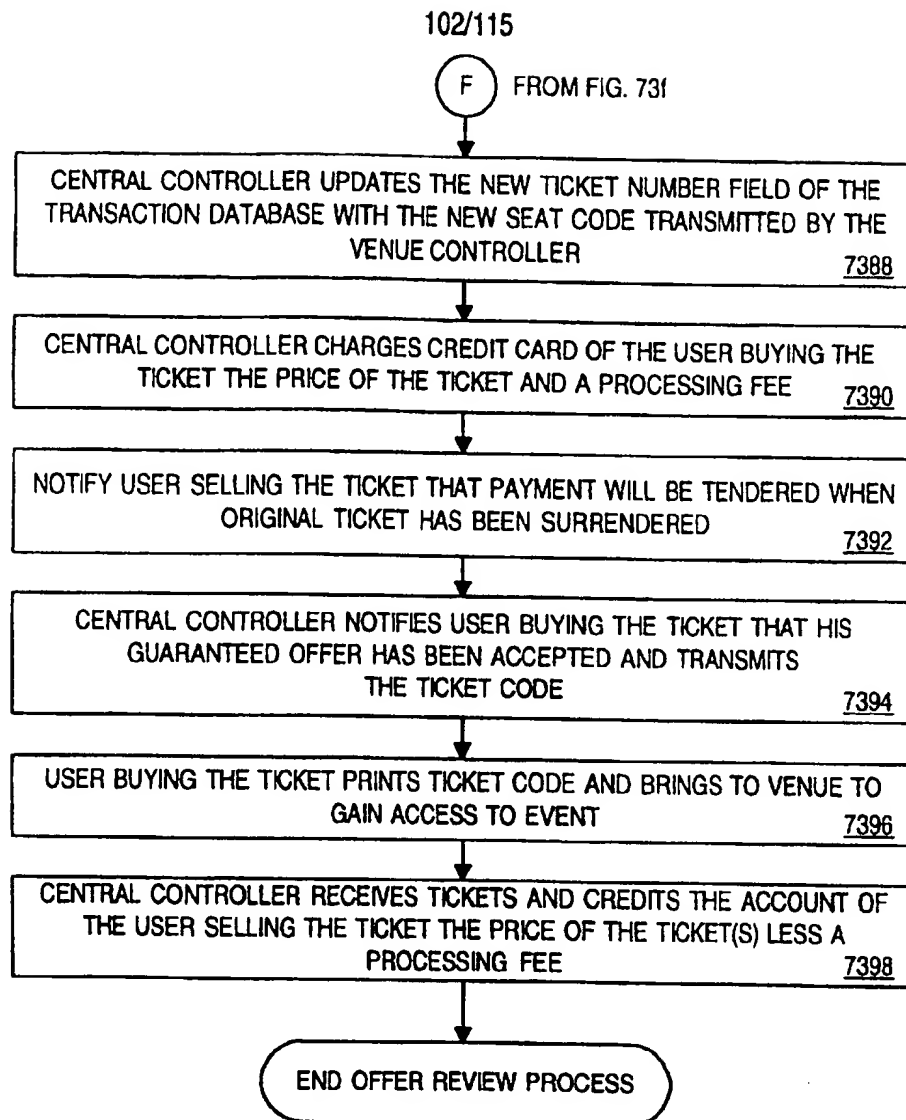 102/115
F FROM FIG. 73f
CENTRAL CONTROLLER UPDATES THE NEW TICKET NUMBER FIELD OF THE
TRANSACTION DATABASE WITH THE NEW SEAT CODE TRANSMITTED BY THE
VENUE CONTROLLER
7388
CENTRAL CONTROLLER CHARGES CREDIT CARD OF THE USER BUYING THE
TICKET THE PRICE OF THE TICKET AND A PROCESSING FEE
7390
NOTIFY USER SELLING THE TICKET THAT PAYMENT WILL BE TENDERED WHEN
ORIGINAL TICKET HAS BEEN SURRENDERED
7392
CENTRAL CONTROLLER NOTIFIES USER BUYING THE TICKET THAT HIS
GUARANTEED OFFER HAS BEEN ACCEPTED AND TRANSMITS
THE TICKET CODE
7394
USER BUYING THE TICKET PRINTS TICKET CODE AND BRINGS TO VENUE TO
GAIN ACCESS TO EVENT
7396
CENTRAL CONTROLLER RECEIVES TICKETS AND CREDITS THE ACCOUNT OF
THE USER SELLING THE TICKET THE PRICE OF THE TICKET(S) LESS A
PROCESSING FEE
7398
END OFFER REVIEW PROCESS